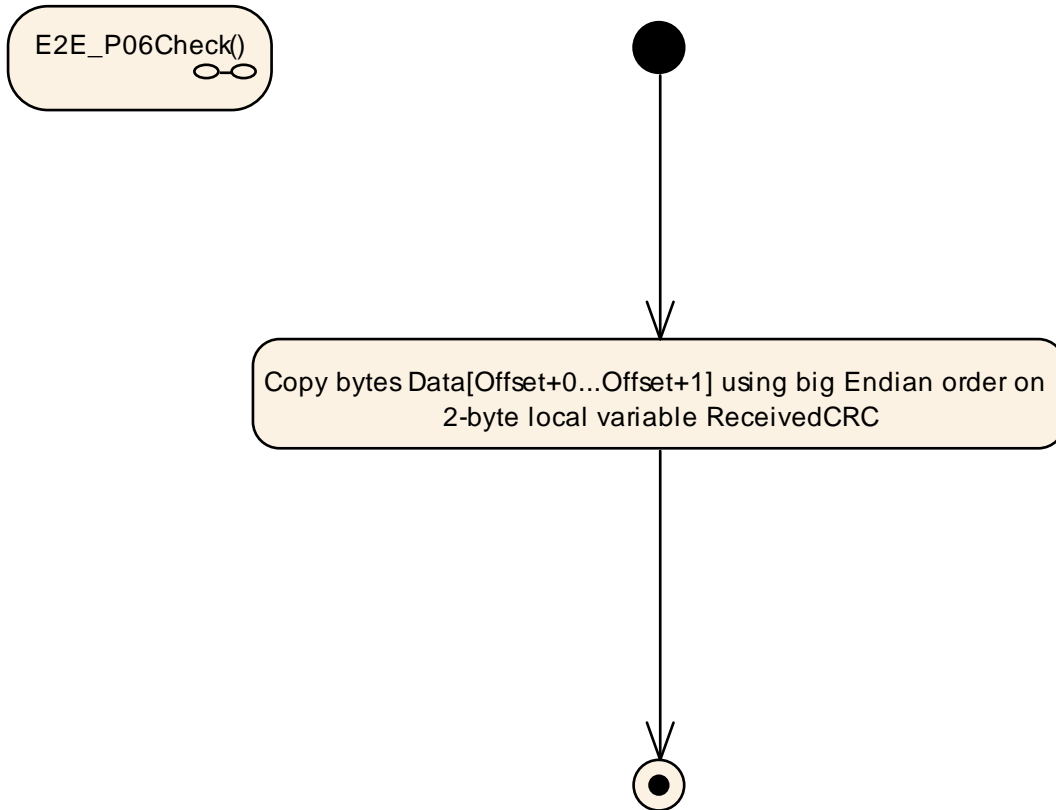 E2E_P06Check()
Copy bytes Data[Offset+0...Offset+1] using big Endian order on
2-byte local variable ReceivedCRC